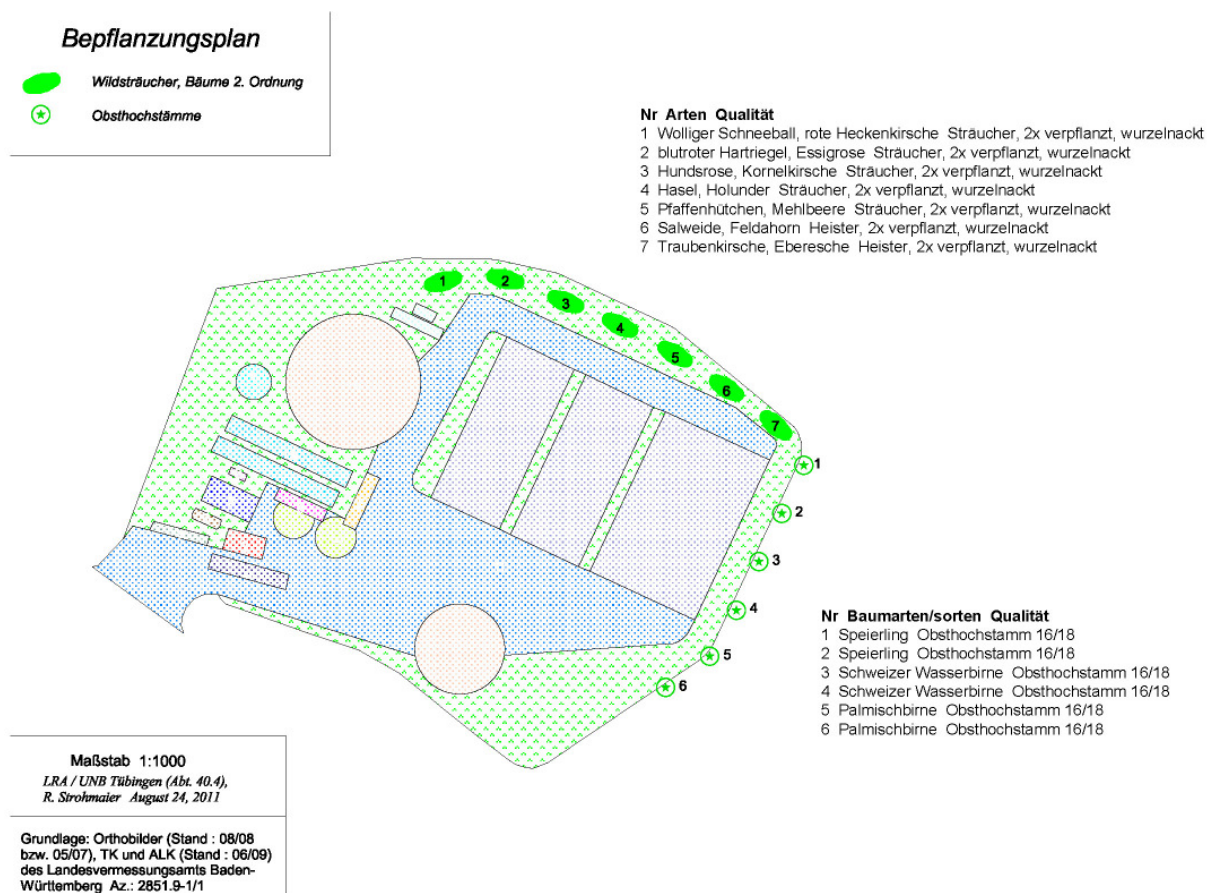 Bepflanzungsplan
Wildsträucher, Bäume 2. Ordnung
Obsthochstämme
Nr Arten Qualität
1 Wolliger Schneeball, rote Heckenkirsche Sträucher, 2x verpflanzt, wurzelnackt
2 blutroter Hartriegel, Essigrose Sträucher, 2x verpflanzt, wurzelnackt
3 Hundsrose, Kornelkirsche Sträucher, 2x verpflanzt, wurzelnackt
4 Hasel, Holunder Sträucher, 2x verpflanzt, wurzelnackt
5 Pfaffenhütchen, Mehlbeere Sträucher, 2x verpflanzt, wurzelnackt
6 Salweide, Feldahorn Heister, 2x verpflanzt, wurzelnackt
7 Traubenkirsche, Eberesche Heister, 2x verpflanzt, wurzelnackt
1
2
3
4
5
6
7
1
2
3
4
5
6
Nr Baumarten/sorten Qualität
1 Speierling Obsthochstamm 16/18
2 Speierling Obsthochstamm 16/18
3 Schweizer Wasserbirne Obsthochstamm 16/18
4 Schweizer Wasserbirne Obsthochstamm 16/18
5 Palmischbirne Obsthochstamm 16/18
6 Palmischbirne Obsthochstamm 16/18
Maßstab 1:1000
LRA / UNB Tübingen (Abt. 40.4),
R. Strohmaier August 24, 2011
Grundlage: Orthobilder (Stand : 08/08
bzw. 05/07), TK und ALK (Stand : 06/09)
des Landesvermessungsamts Baden-
Württemberg Az.: 2851.9-1/1